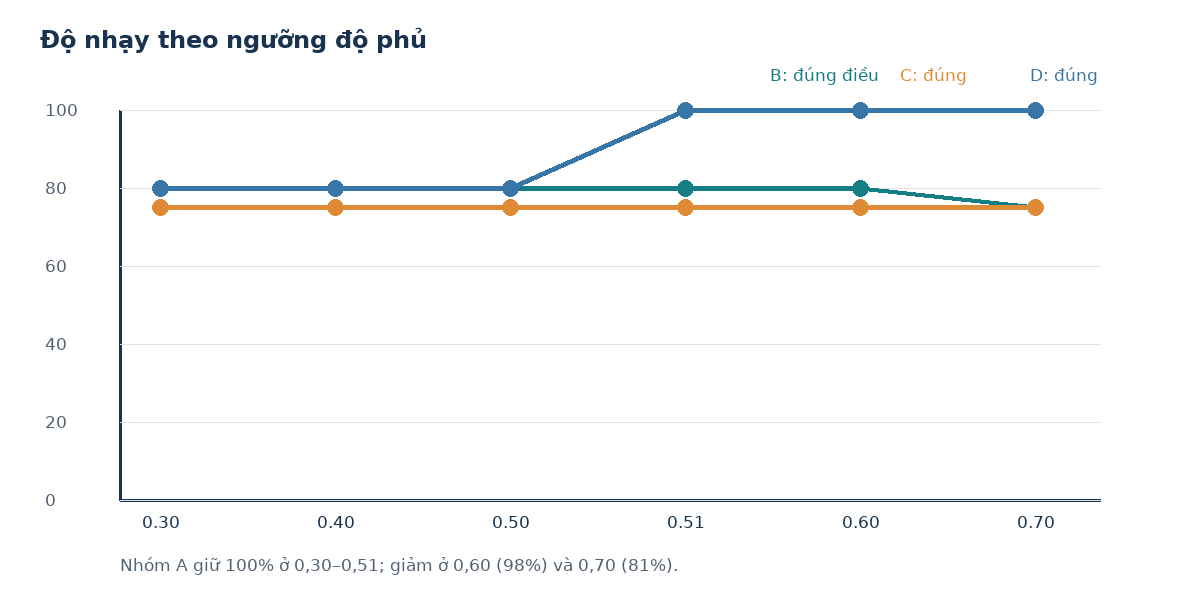 Độ nhạy theo ngưỡng độ phủ
B: đúng điều C: đúng D: đúng
100
80
60
40
20
0
0.30 0.40 0.50 0.51 0.60 0.70
Nhóm A giữ 100% ở 0,30–0,51; giảm ở 0,60 (98%) và 0,70 (81%).